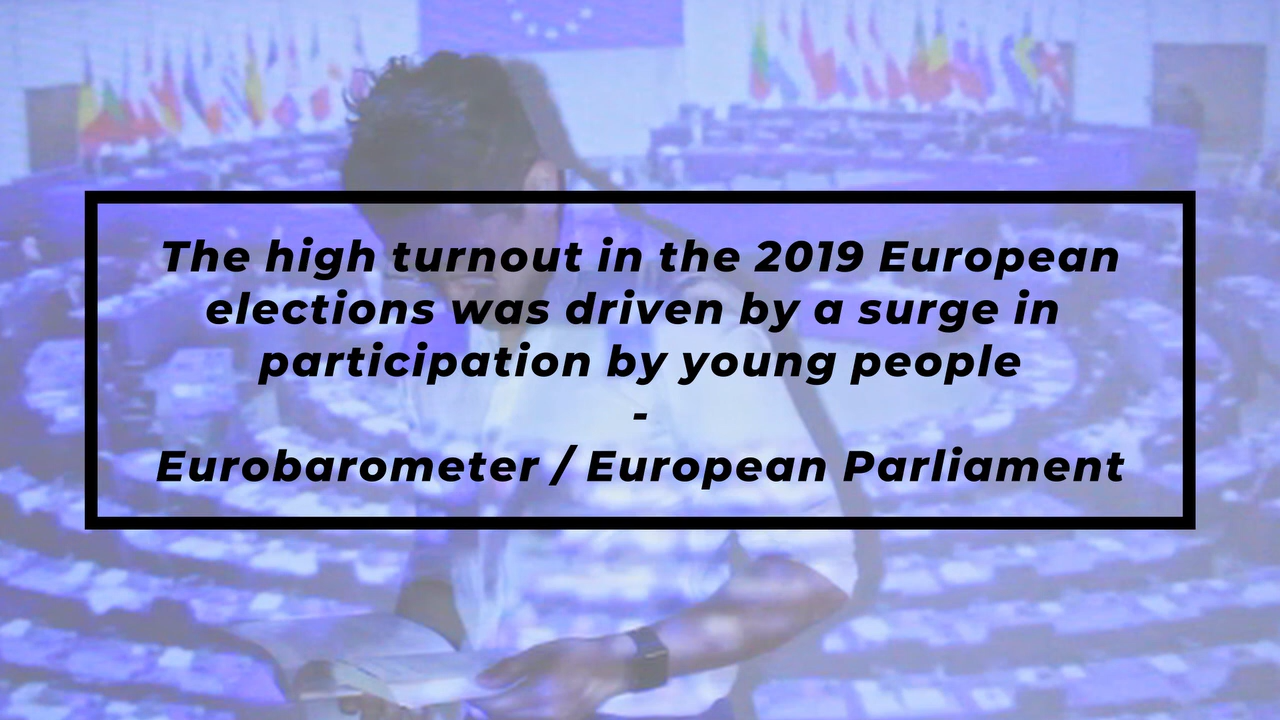 The high turnout in the 2019 European
elections was driven by a surge in
participation by young people
-
Eurobarometer / European Parliament